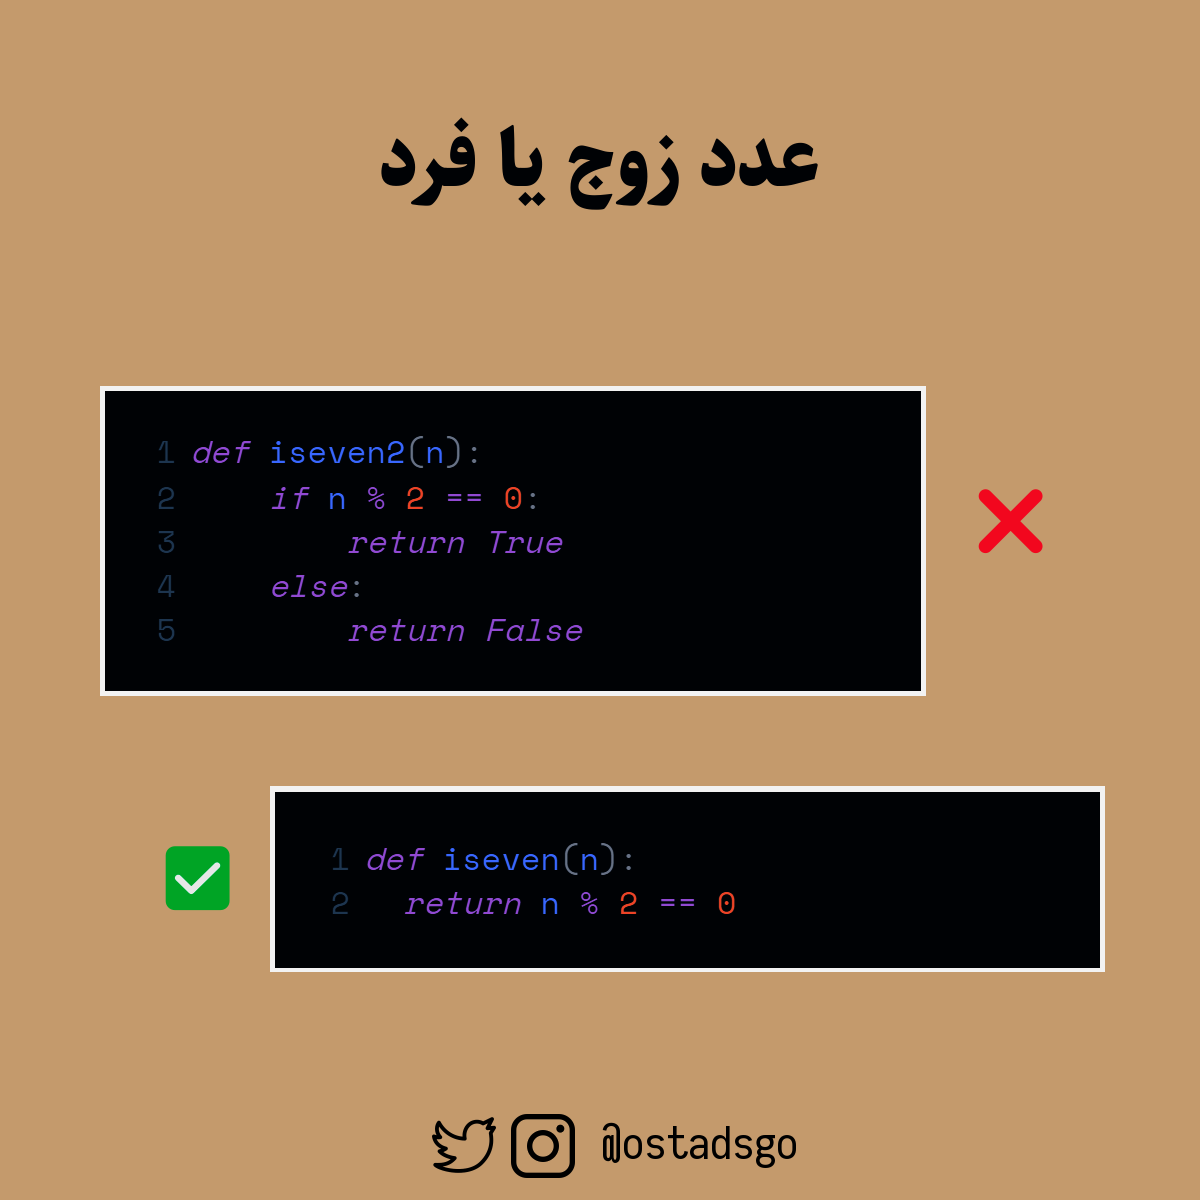 عدد زوج یا فرد
1 def iseven2(n):
2     if n % 2 == 0:
3         return True
4     else:
5         return False
1 def iseven(n):
2   return n % 2 == 0
@ostadsgo